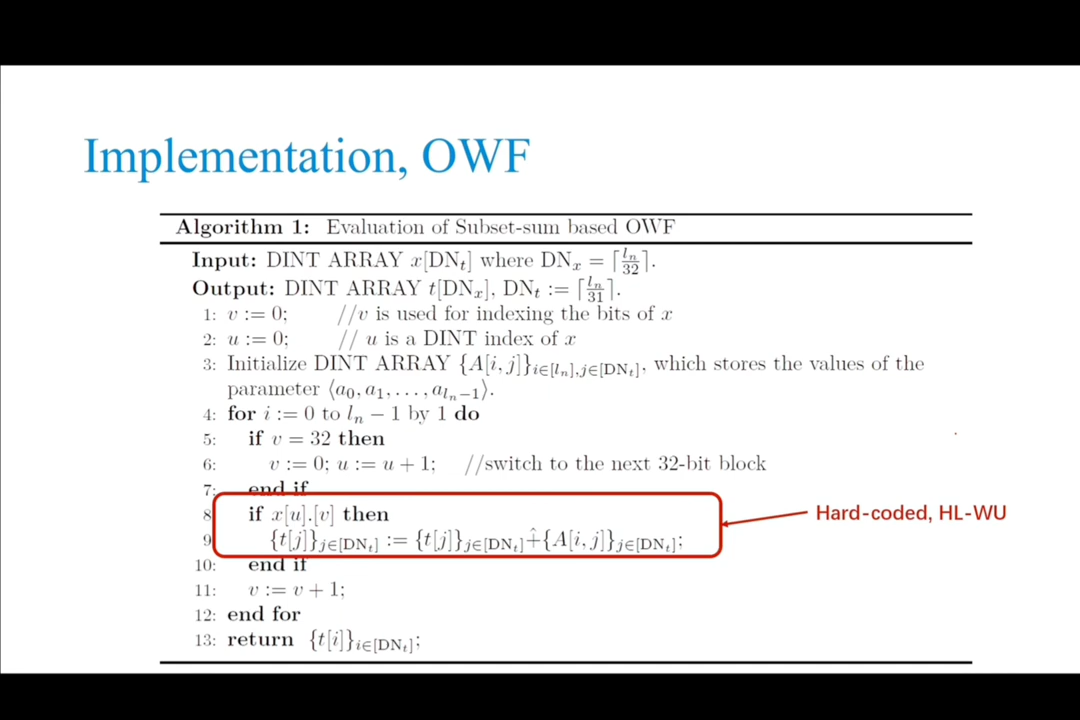 Implementation, OWF
Algorithm 1: Evaluation of Subset-sum based OWF
Input: DINT ARRAY x[DN_t] where DN_x = ⌈l_n/32⌉.
Output: DINT ARRAY t[DN_x], DN_t := ⌈l_n/31⌉.
1: v := 0; //v is used for indexing the bits of x
2: u := 0; // u is a DINT index of x
3: Initialize DINT ARRAY {A[i, j]}_{i∈[l_n],j∈[DN_t]}, which stores the values of the
parameter ⟨a_0, a_1, . . . , a_{l_n−1}⟩.
4: for i := 0 to l_n − 1 by 1 do
5: if v = 32 then
6: v := 0; u := u + 1; //switch to the next 32-bit block
7: end if
8: if x[u].[v] then
9: {t[j]}_{j∈[DN_t]} := {t[j]}_{j∈[DN_t]} +̂ {A[i, j]}_{j∈[DN_t]};
Hard-coded, HL-WU
10: end if
11: v := v + 1;
12: end for
13: return {t[i]}_{i∈[DN_t]};